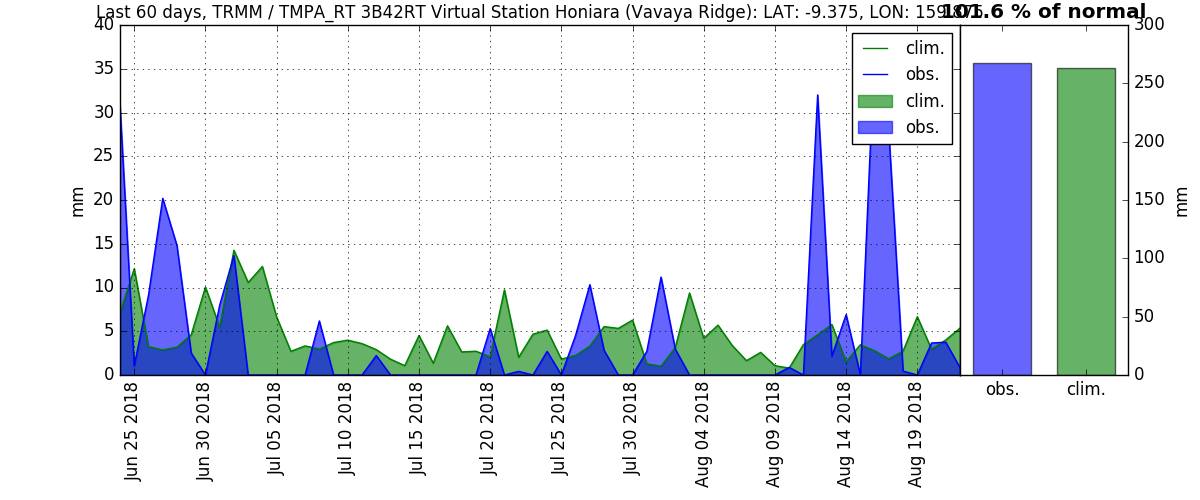 Last 60 days, TRMM / TMPA_RT 3B42RT Virtual Station Honiara (Vavaya Ridge): LAT: -9.375, LON: 159.875
101.6 % of normal
40
35
30
25
20
15
10
5
0
mm
clim.
obs.
clim.
obs.
300
250
200
150
100
50
0
mm
obs.
clim.
Jun 25 2018
Jun 30 2018
Jul 05 2018
Jul 10 2018
Jul 15 2018
Jul 20 2018
Jul 25 2018
Jul 30 2018
Aug 04 2018
Aug 09 2018
Aug 14 2018
Aug 19 2018